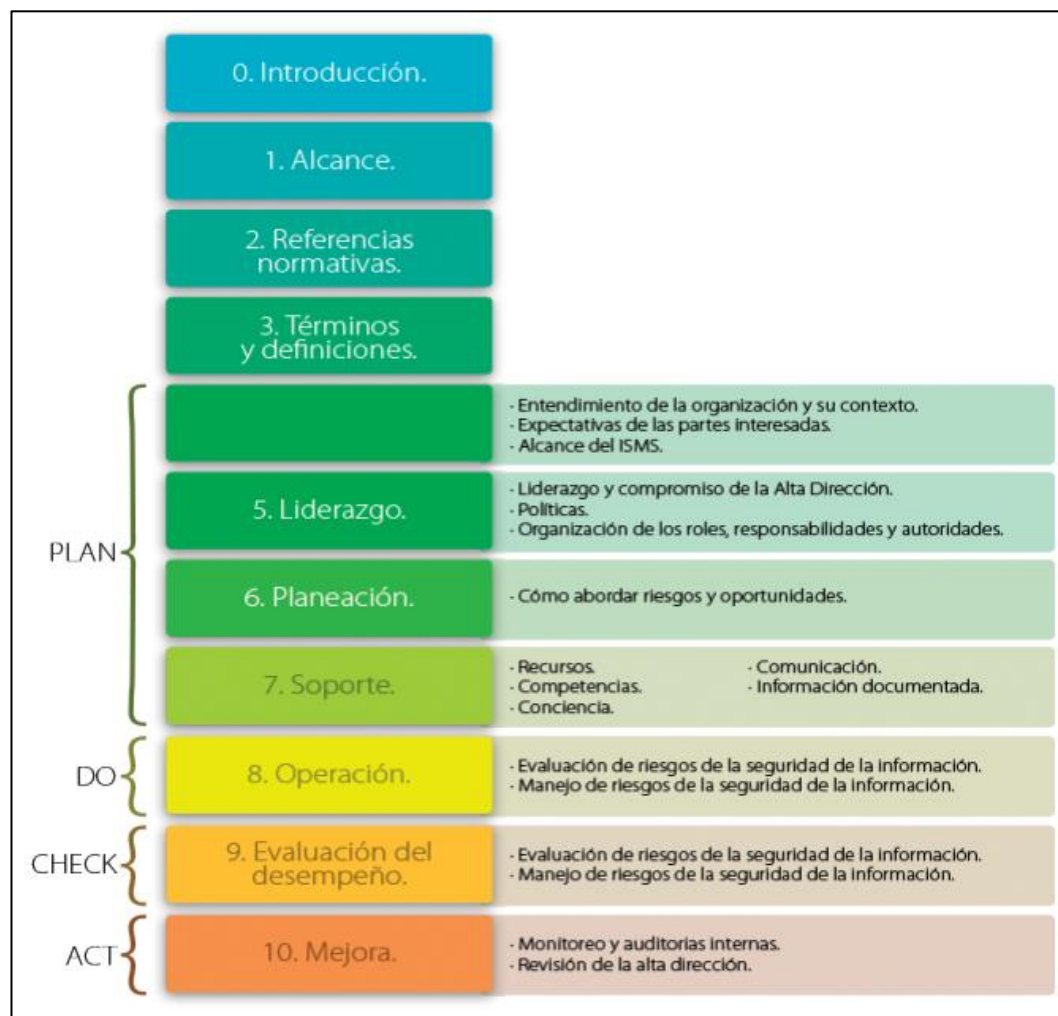 0. Introducción.
1. Alcance.
2. Referencias
normativas.
3. Términos
y definiciones.
PLAN
- Entendimiento de la organización y su contexto.
- Expectativas de las partes interesadas.
- Alcance del ISMS.
5. Liderazgo.
- Liderazgo y compromiso de la Alta Dirección.
- Políticas.
- Organización de los roles, responsabilidades y autoridades.
6. Planeación.
- Cómo abordar riesgos y oportunidades.
7. Soporte.
- Recursos.
- Competencias.
- Conciencia.
- Comunicación.
- Información documentada.
DO
8. Operación.
- Evaluación de riesgos de la seguridad de la información.
- Manejo de riesgos de la seguridad de la información.
CHECK
9. Evaluación del
desempeño.
- Evaluación de riesgos de la seguridad de la información.
- Manejo de riesgos de la seguridad de la información.
ACT
10. Mejora.
- Monitoreo y auditorias internas.
- Revisión de la alta dirección.